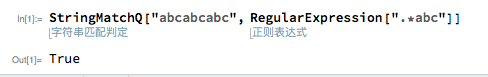 In[1]:= StringMatchQ["abcabcabc", RegularExpression[".*abc"]]
字符串匹配判定 正则表达式
Out[1]= True